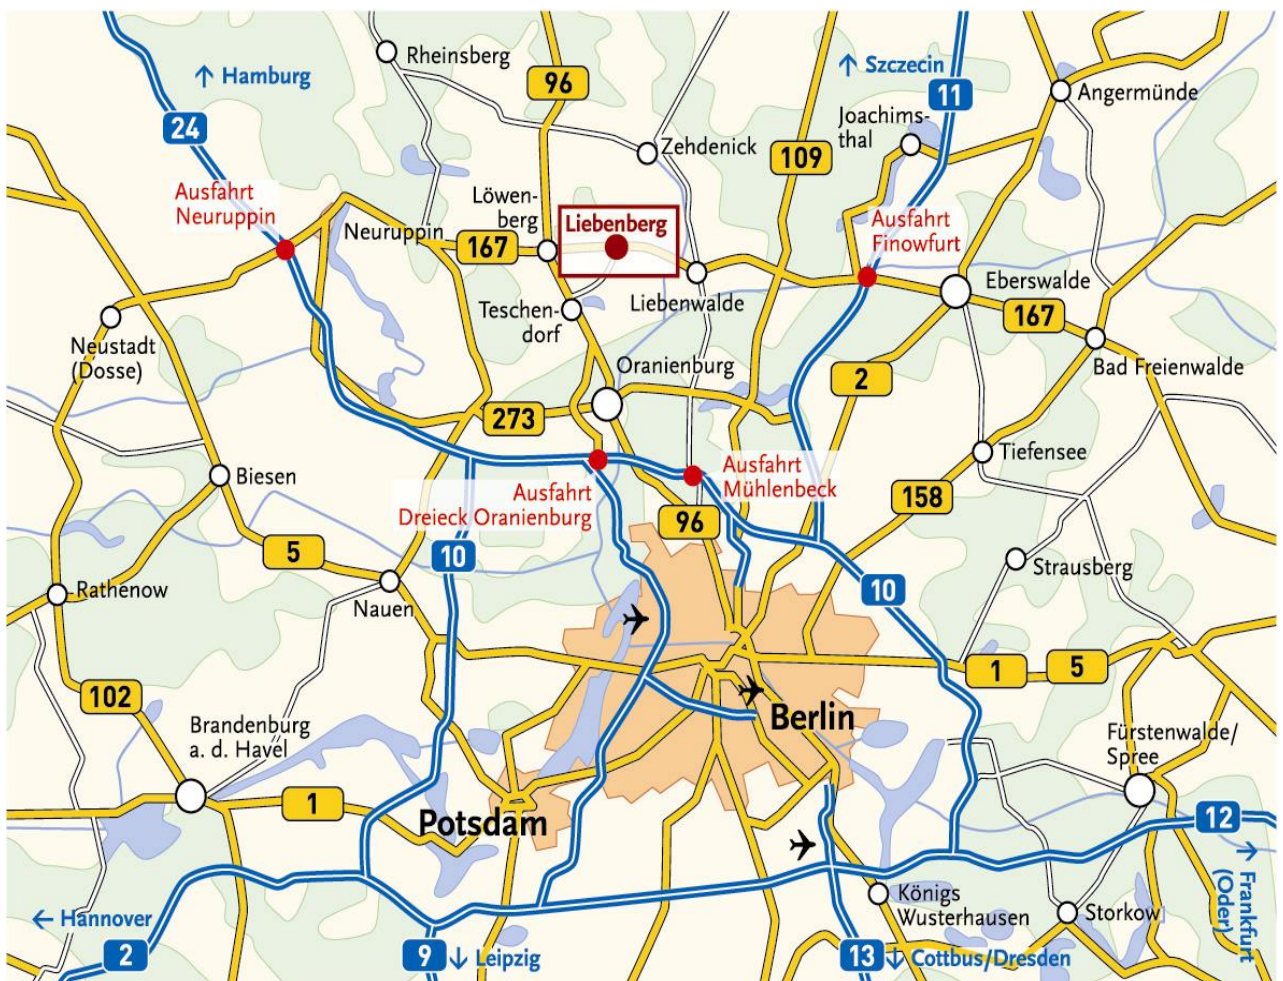 Rheinsberg
↑ Hamburg
96
↑ Szczecin
11
Angermünde
24
Joachims-
thal
Zehdenick
109
Ausfahrt
Neuruppin
Löwen-
berg
Liebenberg
Ausfahrt
Finowfurt
Neuruppin
167
Eberswalde
Liebenwalde
Teschen-
dorf
167
Neustadt
(Dosse)
Oranienburg
2
Bad Freienwalde
273
Tiefensee
Biesen
Ausfahrt
Mühlenbeck
Ausfahrt
Dreieck Oranienburg
158
96
5
10
Strausberg
Rathenow
Nauen
10
1
5
102
Berlin
Brandenburg
a. d. Havel
Fürstenwalde/
Spree
1
Potsdam
12
Frankfurt
(Oder)
← Hannover
Königs
Wusterhausen
Storkow
2
9
↓ Leipzig
13
↓ Cottbus/Dresden